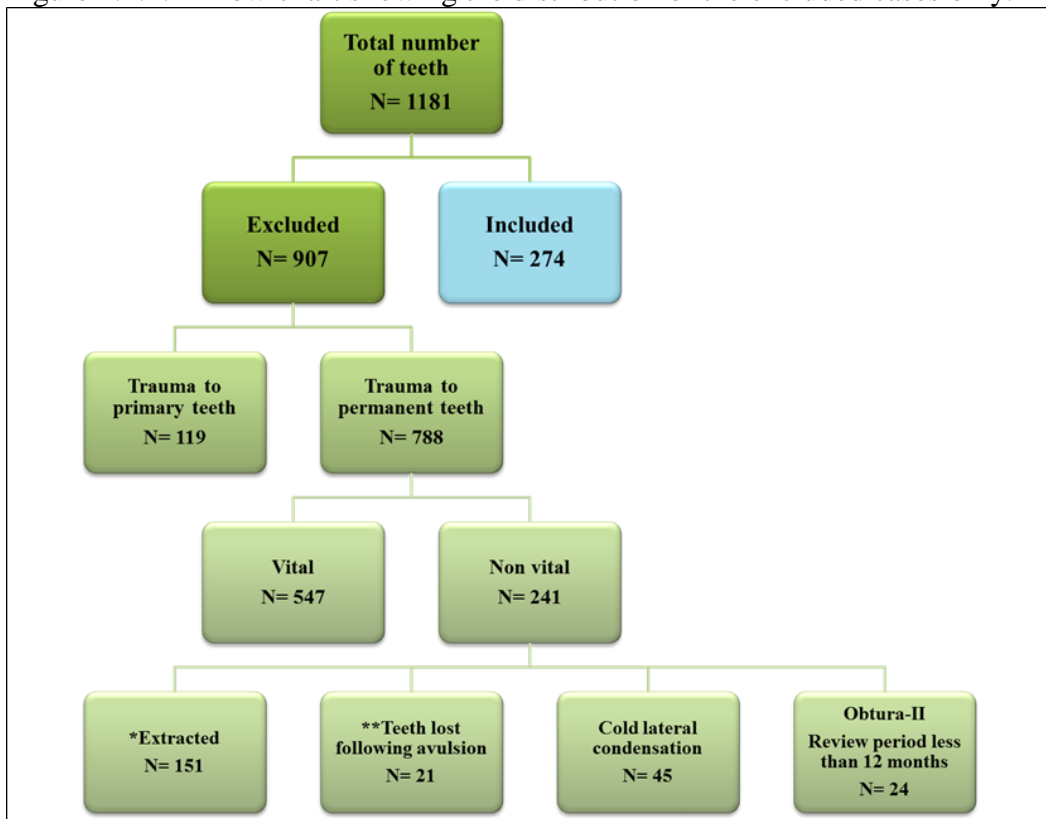 Total number
of teeth
N= 1181
Excluded
N= 907
Included
N= 274
Trauma to
primary teeth
N= 119
Trauma to
permanent teeth
N= 788
Vital
N= 547
Non vital
N= 241
*Extracted
N= 151
**Teeth lost
following avulsion
N= 21
Cold lateral
condensation
N= 45
Obtura-II
Review period less
than 12 months
N= 24